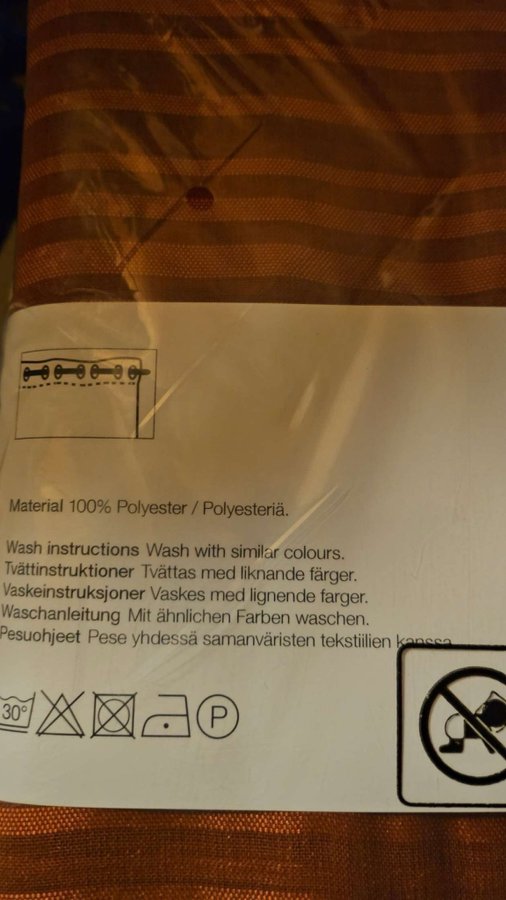 Material 100% Polyester / Polyesteriä.
Wash instructions Wash with similar colours.
Tvättinstruktioner Tvättas med liknande färger.
Vaskeinstruksjoner Vaskes med lignende farger.
Waschanleitung Mit ähnlichen Farben waschen.
Pesuohjeet Pese yhdessä samanväristen tekstiilien kanssa
30° P